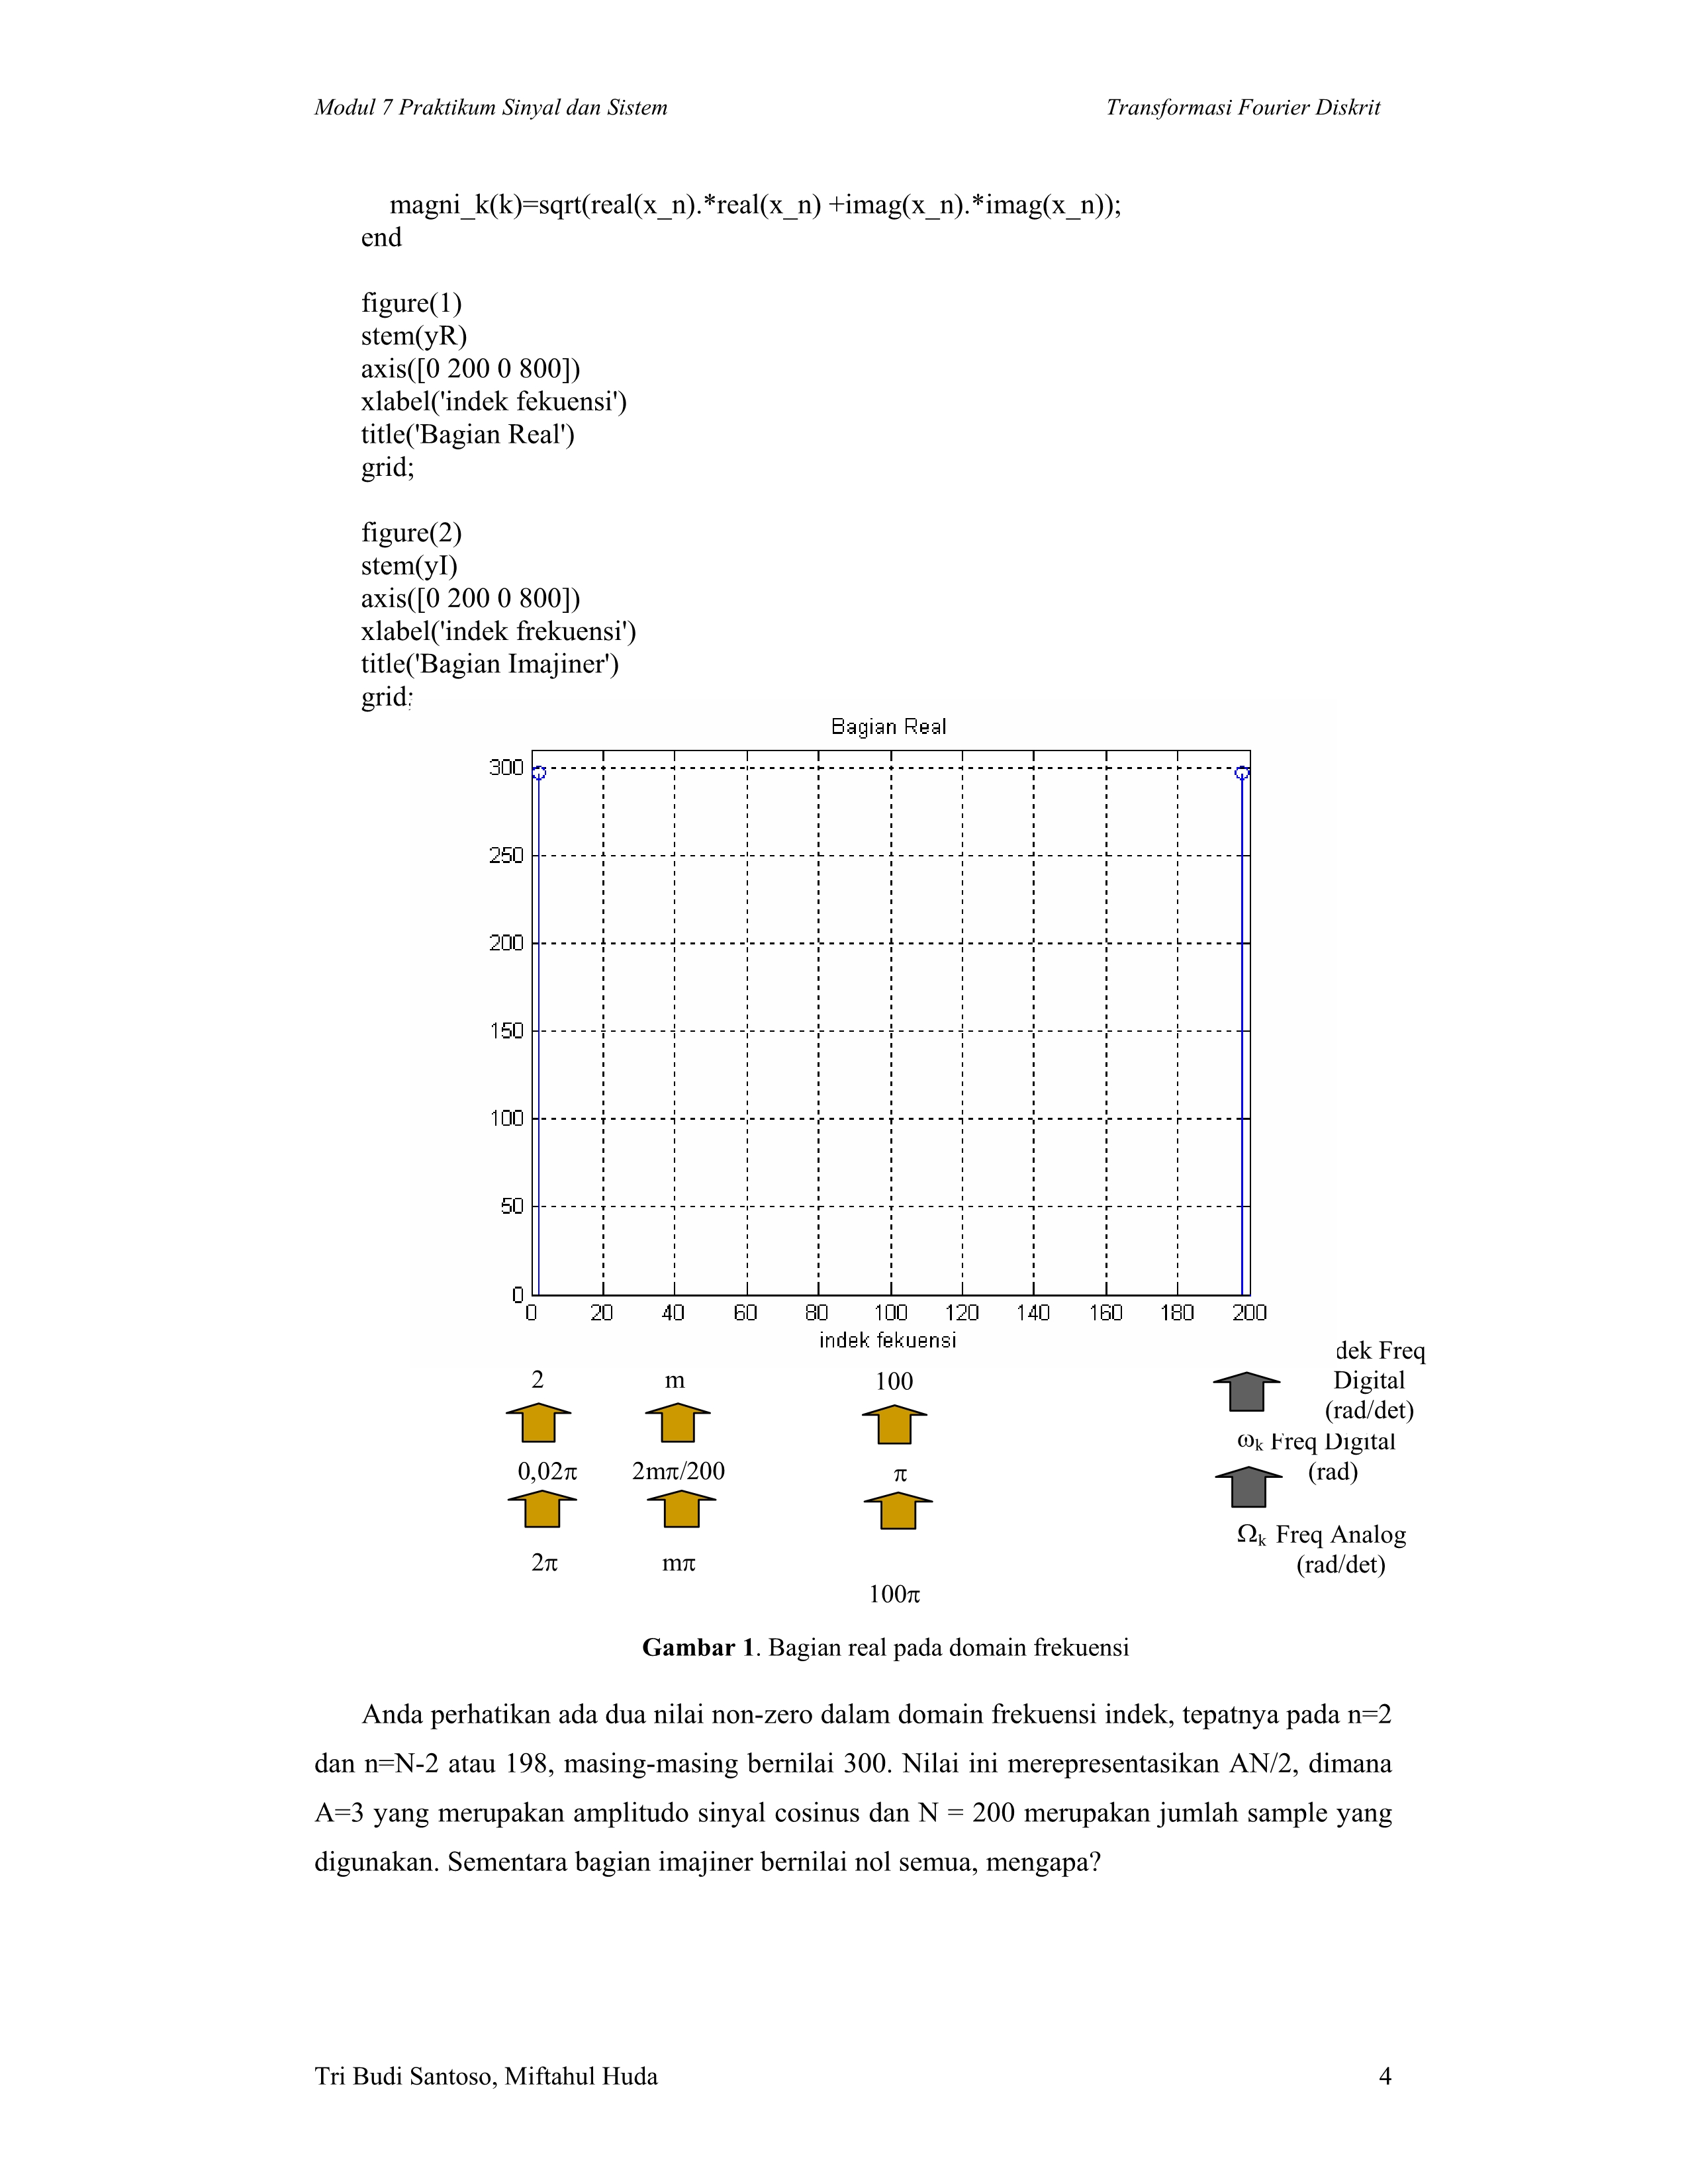 Modul 7 Praktikum Sinyal dan Sistem Transformasi Fourier Diskrit
magni_k(k)=sqrt(real(x_n).*real(x_n) +imag(x_n).*imag(x_n));
end
figure(1)
stem(yR)
axis([0 200 0 800])
xlabel('indek fekuensi')
title('Bagian Real')
grid;
figure(2)
stem(yI)
axis([0 200 0 800])
xlabel('indek frekuensi')
title('Bagian Imajiner')
grid;
Bagian Real
300
250
200
150
100
50
0
0 20 40 60 80 100 120 140 160 180 200
indek fekuensi
dek Freq
2 m 100 Digital
(rad/det)
ωk Freq Digital
0,02π 2mπ/200 π (rad)
Ωk Freq Analog
2π mπ (rad/det)
100π
Gambar 1. Bagian real pada domain frekuensi
Anda perhatikan ada dua nilai non-zero dalam domain frekuensi indek, tepatnya pada n=2
dan n=N-2 atau 198, masing-masing bernilai 300. Nilai ini merepresentasikan AN/2, dimana
A=3 yang merupakan amplitudo sinyal cosinus dan N = 200 merupakan jumlah sample yang
digunakan. Sementara bagian imajiner bernilai nol semua, mengapa?
Tri Budi Santoso, Miftahul Huda 4